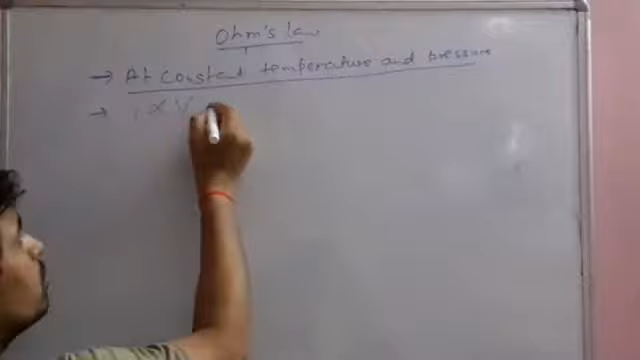 Ohm's law
→ At constant temperature and pressure
→ i ∝ V